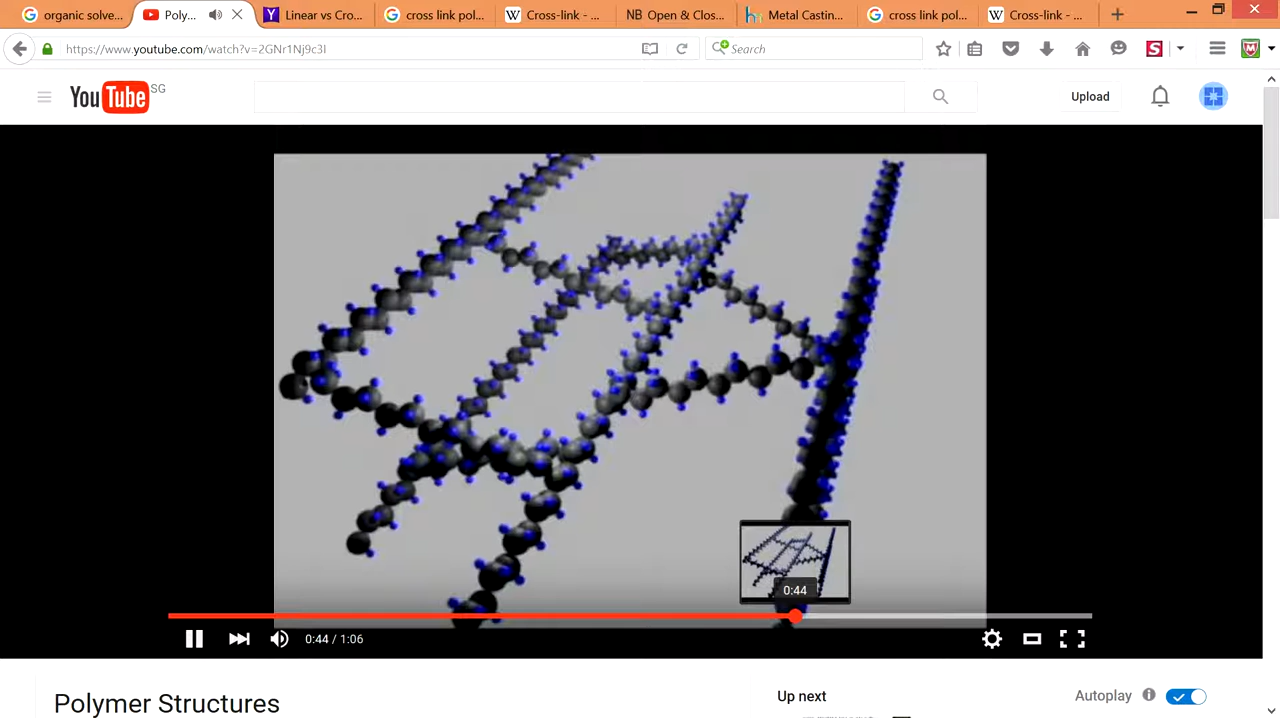 organic solve...
Poly...
Linear vs Cro...
cross link pol...
Cross-link - ...
NB Open & Clos...
Metal Castin...
cross link pol...
Cross-link - ...
https://www.youtube.com/watch?v=2GNr1Nj9c3I
Search
YouTube SG
Upload
0:44
0:44 / 1:06
Polymer Structures
Up next
Autoplay